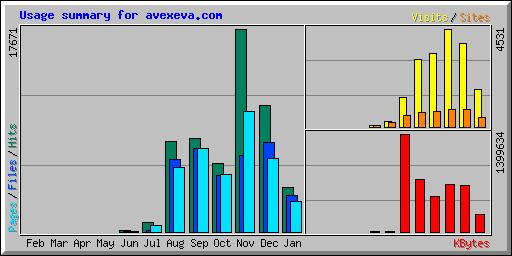 Usage summary for avexeva.com
Visits/Sites
17671
4531
Pages/Files/Hits
1399634
Feb Mar Apr May Jun Jul Aug Sep Oct Nov Dec Jan
KBytes